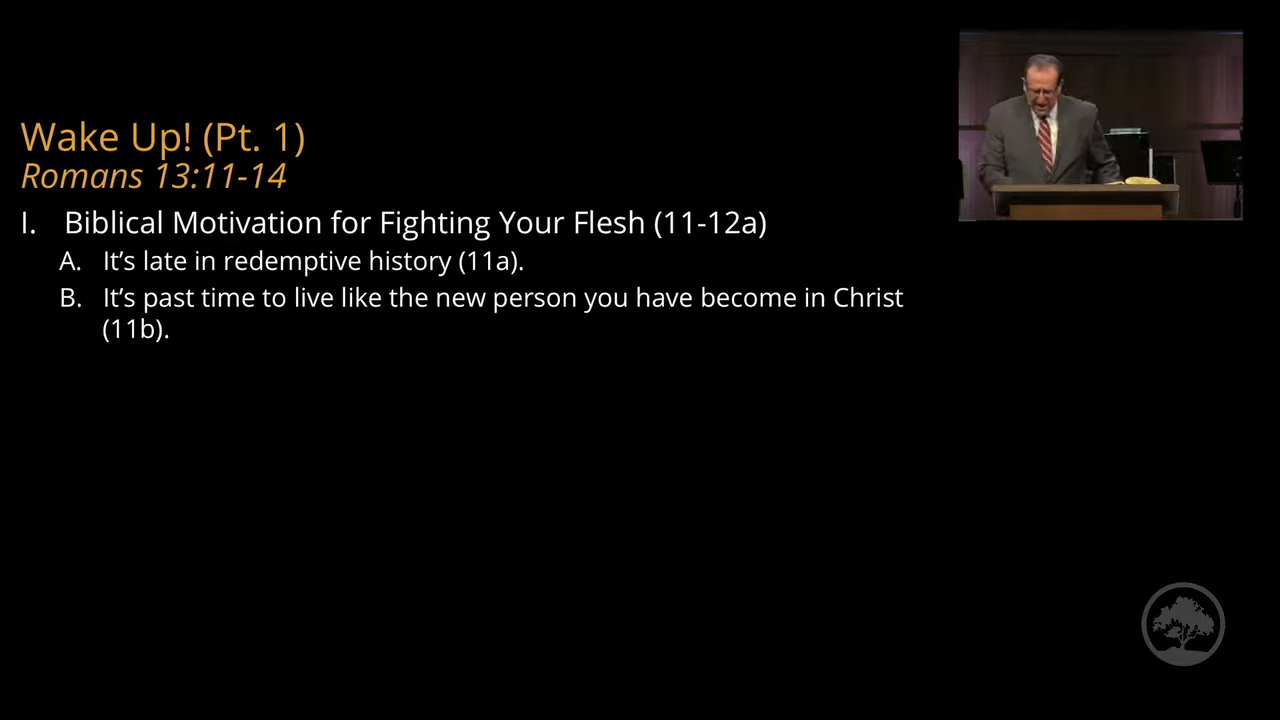 Wake Up! (Pt. 1)
Romans 13:11-14
I. Biblical Motivation for Fighting Your Flesh (11-12a)
A. It’s late in redemptive history (11a).
B. It’s past time to live like the new person you have become in Christ
(11b).